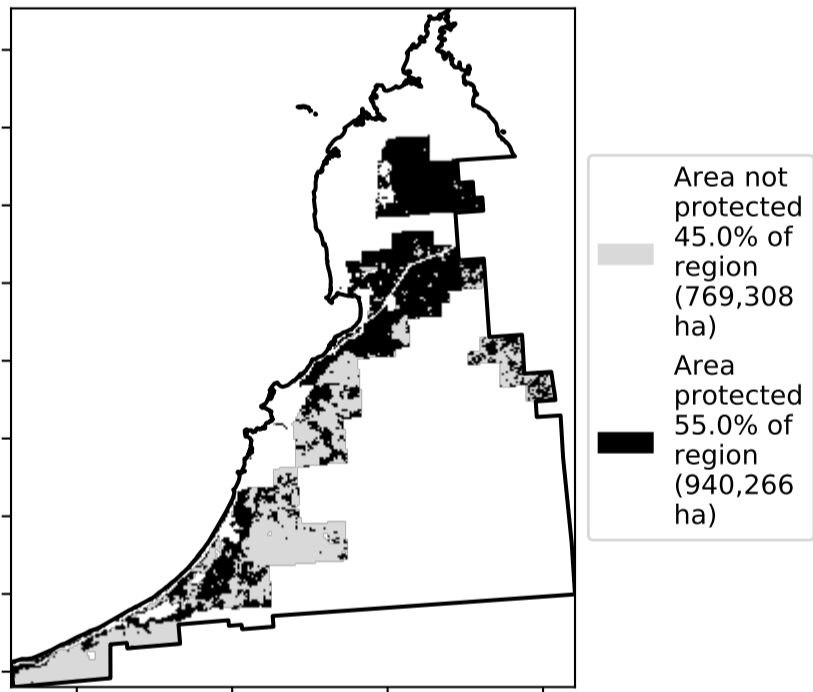 Area not
protected
45.0% of
region
(769,308
ha)
Area
protected
55.0% of
region
(940,266
ha)